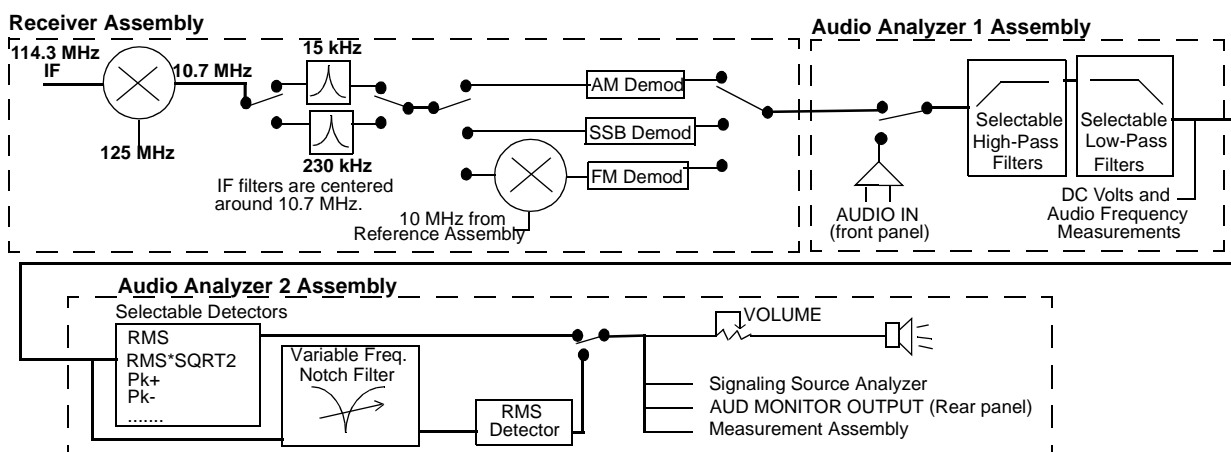 Receiver Assembly
114.3 MHz
IF
10.7 MHz
125 MHz
15 kHz
230 kHz
IF filters are centered
around 10.7 MHz.
AM Demod
SSB Demod
FM Demod
10 MHz from
Reference Assembly
Audio Analyzer 1 Assembly
AUDIO IN
(front panel)
Selectable
High-Pass
Filters
Selectable
Low-Pass
Filters
DC Volts and
Audio Frequency
Measurements
Audio Analyzer 2 Assembly
Selectable Detectors
RMS
RMS*SQRT2
Pk+
Pk-
.......
Variable Freq.
Notch Filter
RMS
Detector
VOLUME
Signaling Source Analyzer
AUD MONITOR OUTPUT (Rear panel)
Measurement Assembly